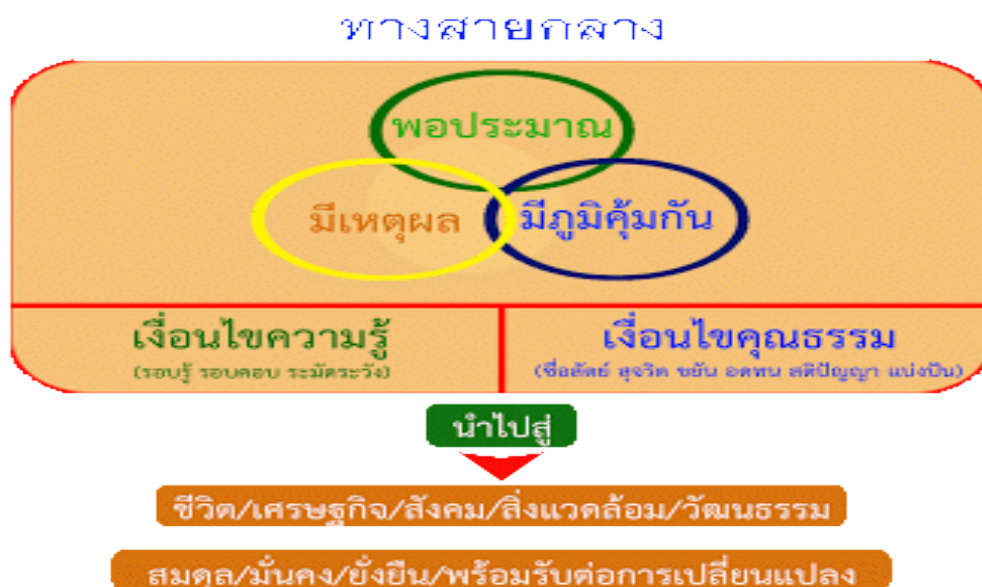 ทางสายกลาง
พอประมาณ
มีเหตุผล
มีภูมิคุ้มกัน
เงื่อนไขความรู้
(รอบรู้ รอบคอบ ระมัดระวัง)
เงื่อนไขคุณธรรม
(ซื่อสัตย์ สุจริต ขยัน อดทน สติปัญญา แบ่งปัน)
นำไปสู่
ชีวิต/เศรษฐกิจ/สังคม/สิ่งแวดล้อม/วัฒนธรรม
สมดุล/มั่นคง/ยั่งยืน/พร้อมรับต่อการเปลี่ยนแปลง